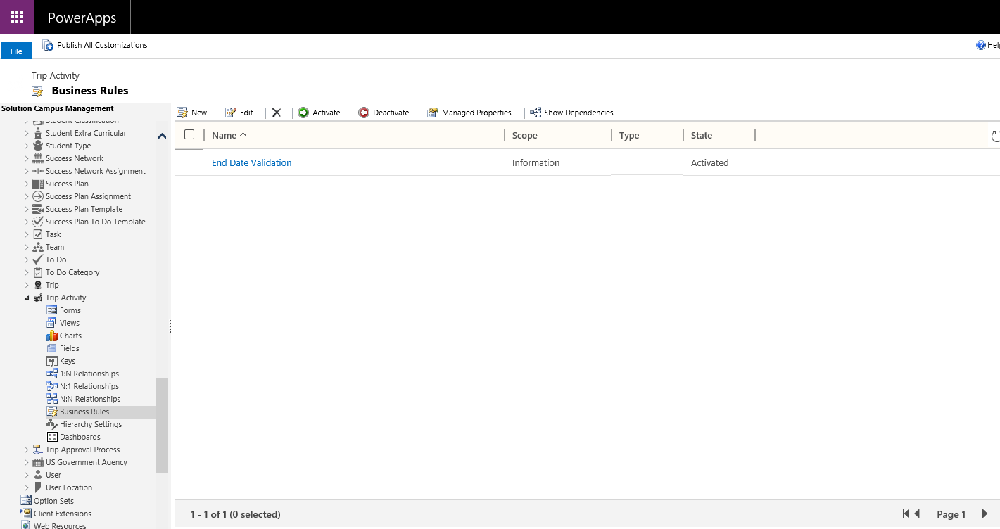 PowerApps
File
Publish All Customizations
Help
Trip Activity
Business Rules
Solution Campus Management
Student Classification
Student Extra Curricular
Student Type
Success Network
Success Network Assignment
Success Plan
Success Plan Assignment
Success Plan Template
Success Plan To Do Template
Task
Team
To Do
To Do Category
Trip
Trip Activity
Forms
Views
Charts
Fields
Keys
1:N Relationships
N:1 Relationships
N:N Relationships
Business Rules
Hierarchy Settings
Dashboards
Trip Approval Process
US Government Agency
User
User Location
Option Sets
Client Extensions
Web Resources
New Edit Activate Deactivate Managed Properties Show Dependencies
Name Scope Type State
End Date Validation Information Activated
1 - 1 of 1 (0 selected) Page 1